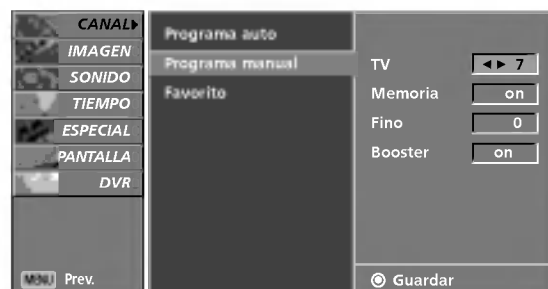 CANAL
IMAGEN
SONIDO
TIEMPO
ESPECIAL
PANTALLA
DVR
MENU Prev.
Programa auto
Programa manual
Favorito
TV ◄► 7
Memoria on
Fino 0
Booster on
Guardar